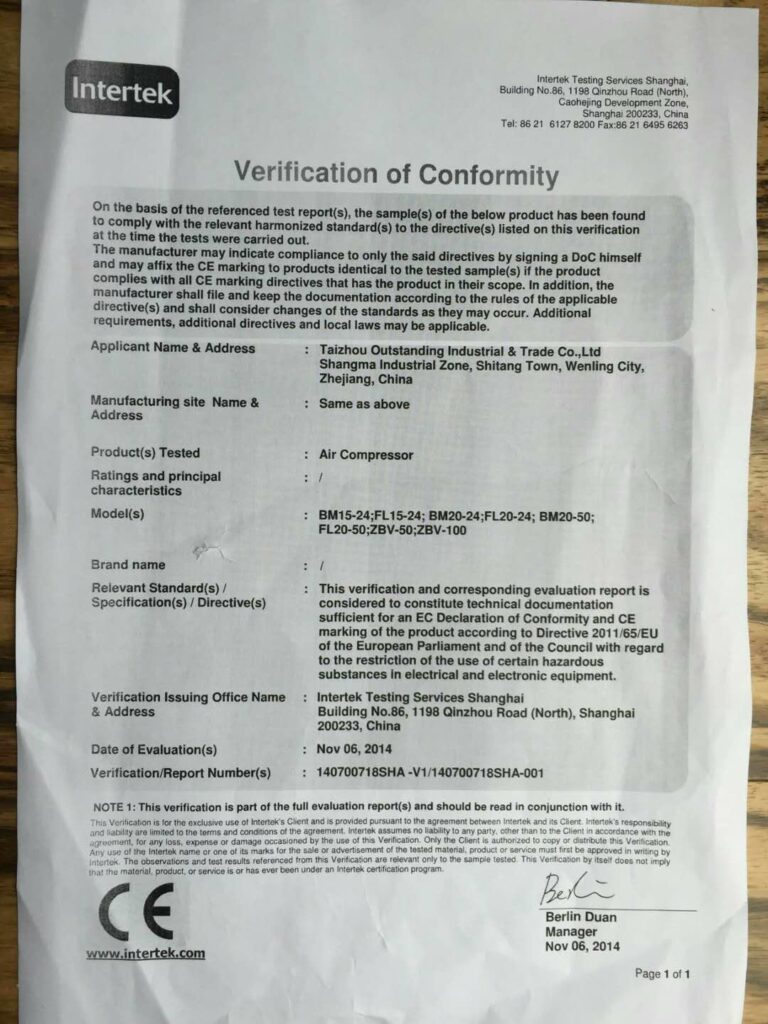 Intertek
Intertek Testing Services Shanghai,
Building No.86, 1198 Qinzhou Road (North),
Caohejing Development Zone,
Shanghai 200233, China
Tel: 86 21 6127 8200 Fax:86 21 6495 6263
Verification of Conformity
On the basis of the referenced test report(s), the sample(s) of the below product has been found
to comply with the relevant harmonized standard(s) to the directive(s) listed on this verification
at the time the tests were carried out.
The manufacturer may indicate compliance to only the said directives by signing a DoC himself
and may affix the CE marking to products identical to the tested sample(s) if the product
complies with all CE marking directives that has the product in their scope. In addition, the
manufacturer shall file and keep the documentation according to the rules of the applicable
directive(s) and shall consider changes of the standards as they may occur. Additional
requirements, additional directives and local laws may be applicable.
Applicant Name & Address : Taizhou Outstanding Industrial & Trade Co.,Ltd
Shangma Industrial Zone, Shitang Town, Wenling City,
Zhejiang, China
Manufacturing site Name & : Same as above
Address
Product(s) Tested : Air Compressor
Ratings and principal : /
characteristics
Model(s) : BM15-24;FL15-24; BM20-24;FL20-24; BM20-50;
FL20-50;ZBV-50;ZBV-100
Brand name : /
Relevant Standard(s) / : This verification and corresponding evaluation report is
Specification(s) / Directive(s) considered to constitute technical documentation
sufficient for an EC Declaration of Conformity and CE
marking of the product according to Directive 2011/65/EU
of the European Parliament and of the Council with regard
to the restriction of the use of certain hazardous
substances in electrical and electronic equipment.
Verification Issuing Office Name : Intertek Testing Services Shanghai
& Address Building No.86, 1198 Qinzhou Road (North), Shanghai
200233, China
Date of Evaluation(s) : Nov 06, 2014
Verification/Report Number(s) : 140700718SHA -V1/140700718SHA-001
NOTE 1: This verification is part of the full evaluation report(s) and should be read in conjunction with it.
This Verification is for the exclusive use of Intertek's Client and is provided pursuant to the agreement between Intertek and its Client. Intertek's responsibility
and liability are limited to the terms and conditions of the agreement. Intertek assumes no liability to any party, other than to the Client in accordance with the
agreement, for any loss, expense or damage occasioned by the use of this Verification. Only the Client is authorized to copy or distribute this Verification.
Any use of the Intertek name or one of its marks for the sale or advertisement of the tested material, product or service must first be approved in writing by
Intertek. The observations and test results referenced from this Verification are relevant only to the sample tested. This Verification by itself does not imply
that the material, product, or service is or has ever been under an Intertek certification program.
CE
www.intertek.com
Berlin Duan
Manager
Nov 06, 2014
Page 1 of 1